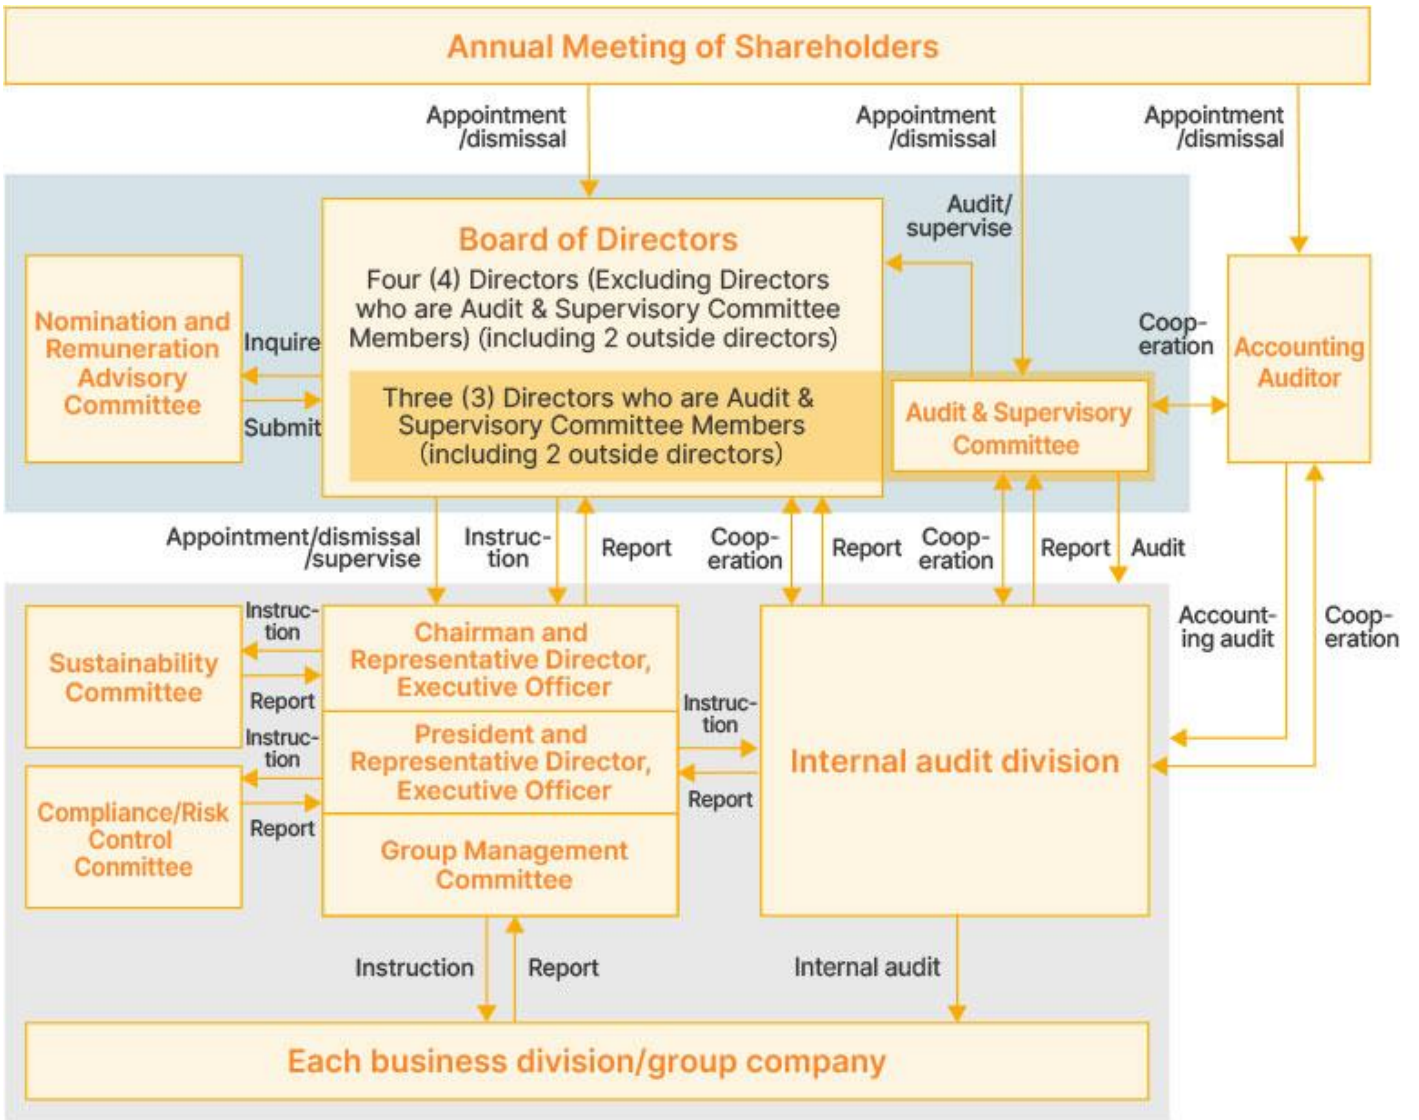 Annual Meeting of Shareholders
Appointment
/dismissal
Appointment
/dismissal
Appointment
/dismissal
Board of Directors
Four (4) Directors (Excluding Directors
who are Audit & Supervisory Committee
Members) (including 2 outside directors)
Three (3) Directors who are Audit &
Supervisory Committee Members
(including 2 outside directors)
Audit/
supervise
Nomination and
Remuneration
Advisory
Committee
Inquire
Submit
Audit & Supervisory
Committee
Coop-
eration
Accounting
Auditor
Appointment/dismissal
/supervise
Instruc-
tion
Report
Coop-
eration
Report
Coop-
eration
Report
Audit
Account-
ing audit
Coop-
eration
Sustainability
Committee
Instruc-
tion
Report
Chairman and
Representative Director,
Executive Officer
Instruc-
tion
Report
President and
Representative Director,
Executive Officer
Instruc-
tion
Report
Internal audit division
Compliance/Risk
Control
Conmittee
Group Management
Committee
Instruction
Report
Internal audit
Each business division/group company